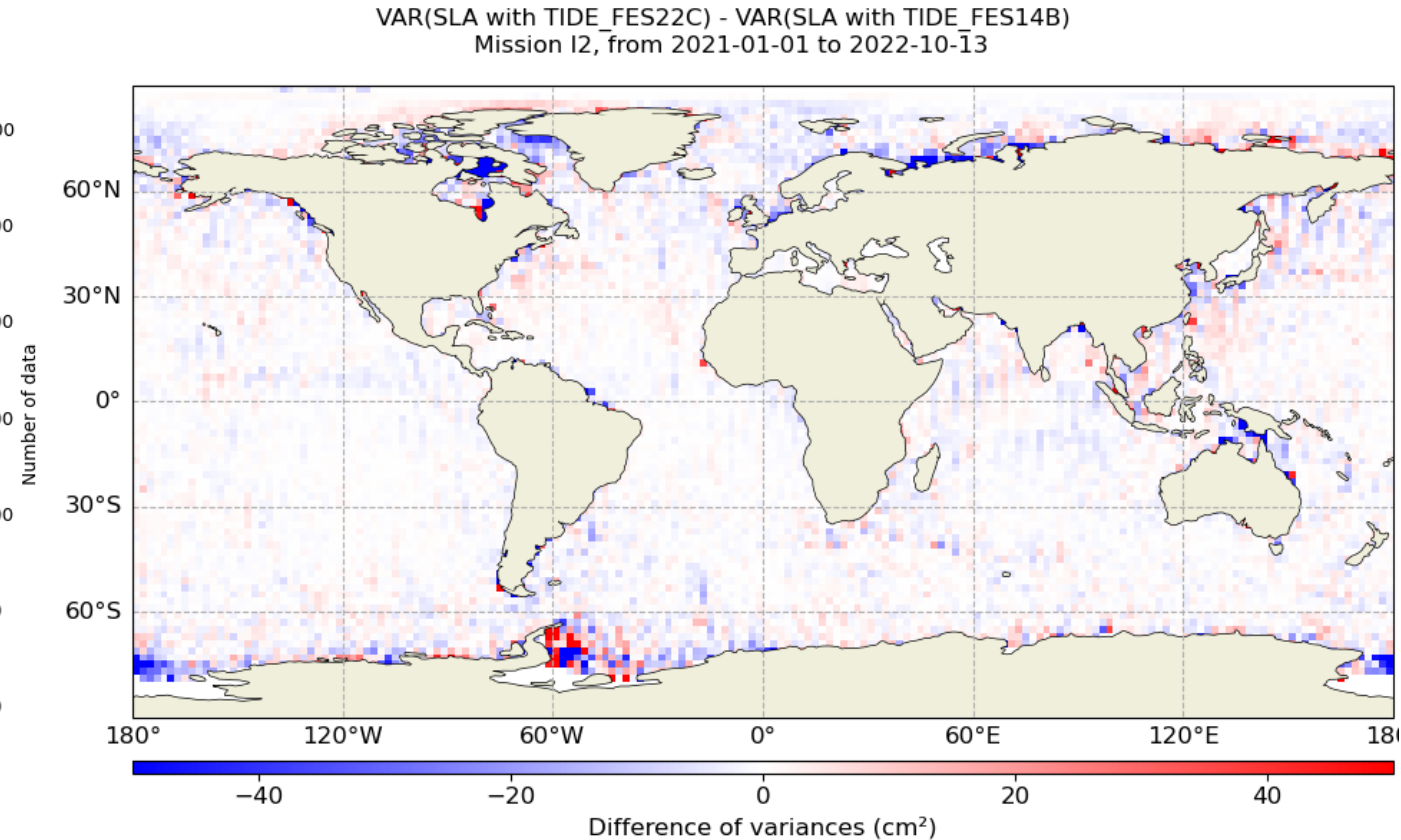 VAR(SLA with TIDE_FES22C) - VAR(SLA with TIDE_FES14B)
Mission I2, from 2021-01-01 to 2022-10-13
Number of data
60°N
30°N
0°
30°S
60°S
180° 120°W 60°W 0° 60°E 120°E
−40 −20 0 20 40
Difference of variances (cm²)